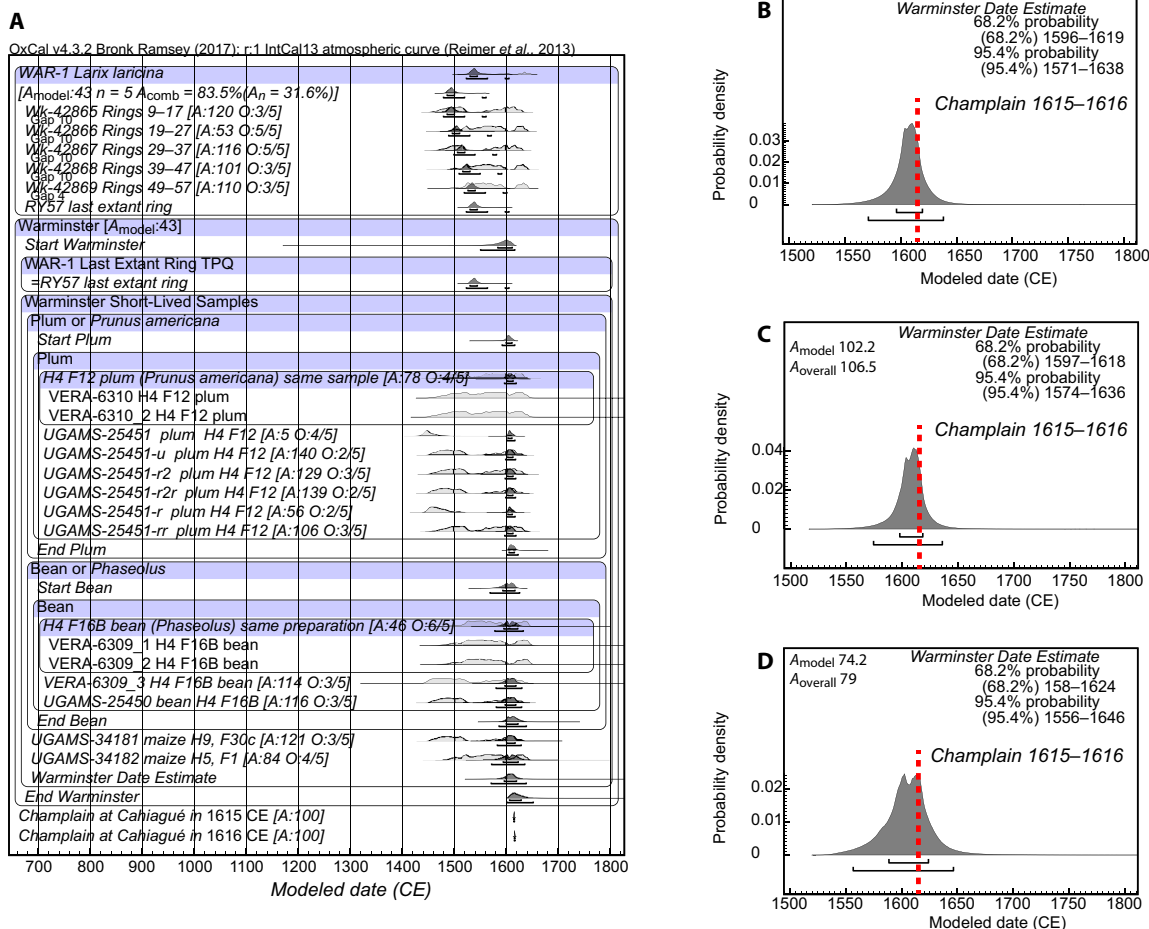 A
OxCal v4.3.2 Bronk Ramsey (2017); r:1 IntCal13 atmospheric curve (Reimer et al., 2013)
WAR-1 Larix laricina
[Amodel:43 n = 5 Acomb = 83.5%(An = 31.6%)]
Wk-42865 Rings 9–17 [A:120 O:3/5]
Gap 10
Wk-42866 Rings 19–27 [A:53 O:5/5]
Gap 10
Wk-42867 Rings 29–37 [A:116 O:5/5]
Gap 10
Wk-42868 Rings 39–47 [A:101 O:3/5]
Gap 10
Wk-42869 Rings 49–57 [A:110 O:3/5]
Gap 4
RY57 last extant ring
Warminster [Amodel:43]
Start Warminster
WAR-1 Last Extant Ring TPQ
=RY57 last extant ring
Warminster Short-Lived Samples
Plum or Prunus americana
Start Plum
Plum
H4 F12 plum (Prunus americana) same sample [A:78 O:4/5]
VERA-6310 H4 F12 plum
VERA-6310_2 H4 F12 plum
UGAMS-25451 plum H4 F12 [A:5 O:4/5]
UGAMS-25451-u plum H4 F12 [A:140 O:2/5]
UGAMS-25451-r2 plum H4 F12 [A:129 O:3/5]
UGAMS-25451-r2r plum H4 F12 [A:139 O:2/5]
UGAMS-25451-r plum H4 F12 [A:56 O:2/5]
UGAMS-25451-rr plum H4 F12 [A:106 O:3/5]
End Plum
Bean or Phaseolus
Start Bean
Bean
H4 F16B bean (Phaseolus) same preparation [A:46 O:6/5]
VERA-6309_1 H4 F16B bean
VERA-6309_2 H4 F16B bean
VERA-6309_3 H4 F16B bean [A:114 O:3/5]
UGAMS-25450 bean H4 F16B [A:116 O:3/5]
End Bean
UGAMS-34181 maize H9, F30c [A:121 O:3/5]
UGAMS-34182 maize H5, F1 [A:84 O:4/5]
Warminster Date Estimate
End Warminster
Champlain at Cahiagué in 1615 CE [A:100]
Champlain at Cahiagué in 1616 CE [A:100]
700 800 900 1000 1100 1200 1300 1400 1500 1600 1700 1800
Modeled date (CE)
B
Warminster Date Estimate
68.2% probability
(68.2%) 1596–1619
95.4% probability
(95.4%) 1571–1638
Champlain 1615–1616
Probability density
0.03
0.02
0.01
0
1500 1550 1600 1650 1700 1750 1800
Modeled date (CE)
C
Amodel 102.2
Aoverall 106.5
Warminster Date Estimate
68.2% probability
(68.2%) 1597–1618
95.4% probability
(95.4%) 1574–1636
Champlain 1615–1616
Probability density
0.04
0.02
0
1500 1550 1600 1650 1700 1750 1800
Modeled date (CE)
D
Amodel 74.2
Aoverall 79
Warminster Date Estimate
68.2% probability
(68.2%) 158–1624
95.4% probability
(95.4%) 1556–1646
Champlain 1615–1616
Probability density
0.02
0.01
0
1500 1550 1600 1650 1700 1750 1800
Modeled date (CE)